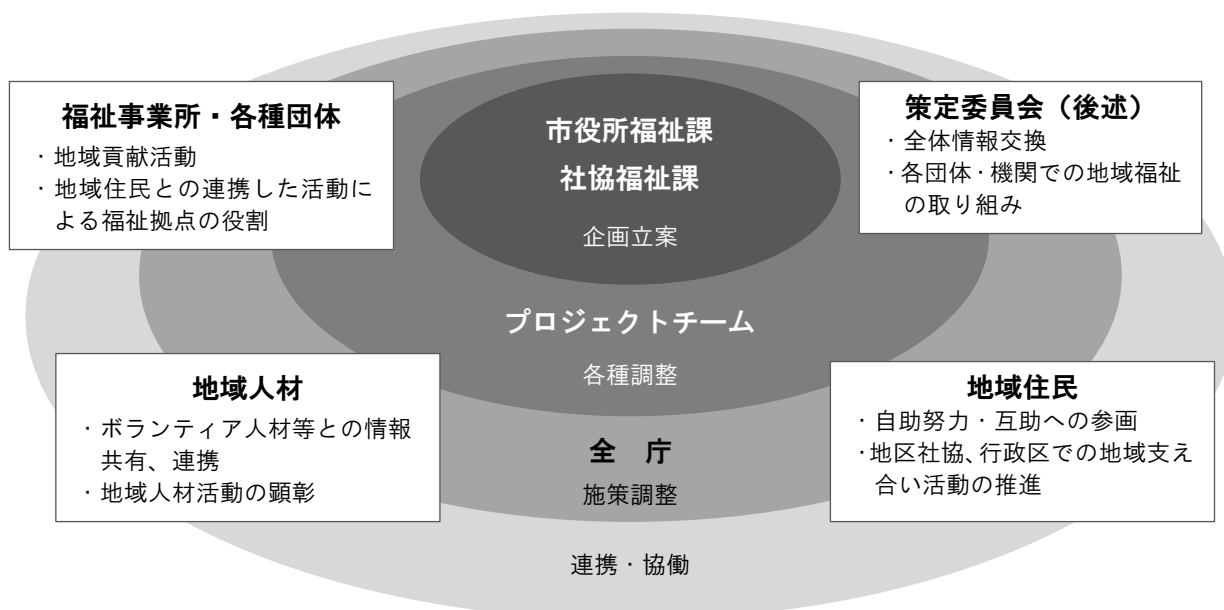 福祉事業所・各種団体
・地域貢献活動
・地域住民との連携した活動に
よる福祉拠点の役割
策定委員会（後述）
・全体情報交換
・各団体・機関での地域福祉
の取り組み
市役所福祉課
社協福祉課
企画立案
プロジェクトチーム
各種調整
地域人材
・ボランティア人材等との情報
共有、連携
・地域人材活動の顕彰
地域住民
・自助努力・互助への参画
・地区社協、行政区での地域支え
合い活動の推進
全　庁
施策調整
連携・協働